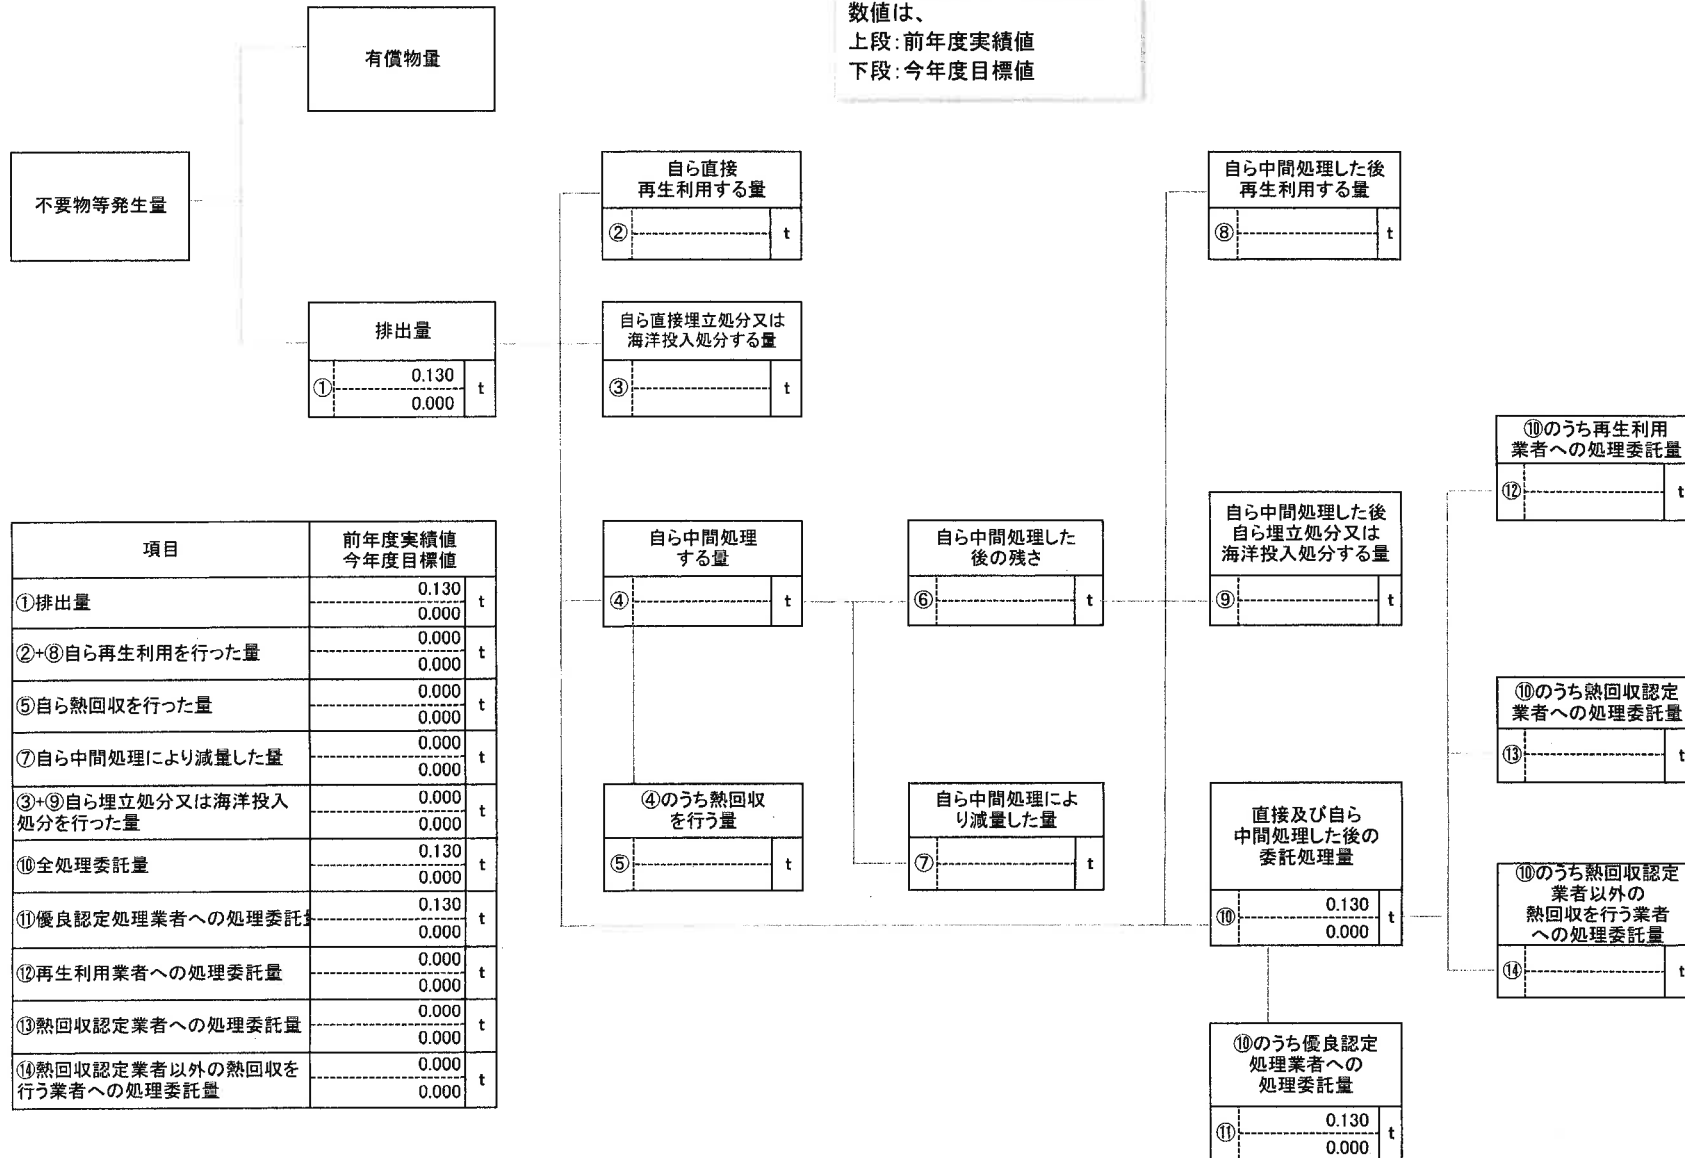 数値は、
上段:前年度実績値
下段:今年度目標値
有償物量
不要物等発生量
排出量
① 0.130 t
0.000
自ら直接
再生利用する量
② t
自ら直接埋立処分又は
海洋投入処分する量
③ t
自ら中間処理
する量
④ t
④のうち熱回収
を行う量
⑤ t
自ら中間処理した
後の残さ
⑥ t
自ら中間処理によ
り減量した量
⑦ t
自ら中間処理した後
再生利用する量
⑧ t
自ら中間処理した後
自ら埋立処分又は
海洋投入処分する量
⑨ t
直接及び自ら
中間処理した後の
委託処理量
⑩ 0.130 t
0.000
⑩のうち優良認定
処理業者への
処理委託量
⑪ 0.130 t
0.000
⑩のうち再生利用
業者への処理委託量
⑫ t
⑩のうち熱回収認定
業者への処理委託量
⑬ t
⑩のうち熱回収認定
業者以外の
熱回収を行う業者
への処理委託量
⑭ t
項目 前年度実績値
今年度目標値
①排出量 0.130 t
0.000
②+⑧自ら再生利用を行った量 0.000 t
0.000
⑤自ら熱回収を行った量 0.000 t
0.000
⑦自ら中間処理により減量した量 0.000 t
0.000
③+⑨自ら埋立処分又は海洋投入
処分を行った量 0.000 t
0.000
⑩全処理委託量 0.130 t
0.000
⑪優良認定処理業者への処理委託 0.130 t
0.000
⑫再生利用業者への処理委託量 0.000 t
0.000
⑬熱回収認定業者への処理委託量 0.000 t
0.000
⑭熱回収認定業者以外の熱回収を
行う業者への処理委託量 0.000 t
0.000